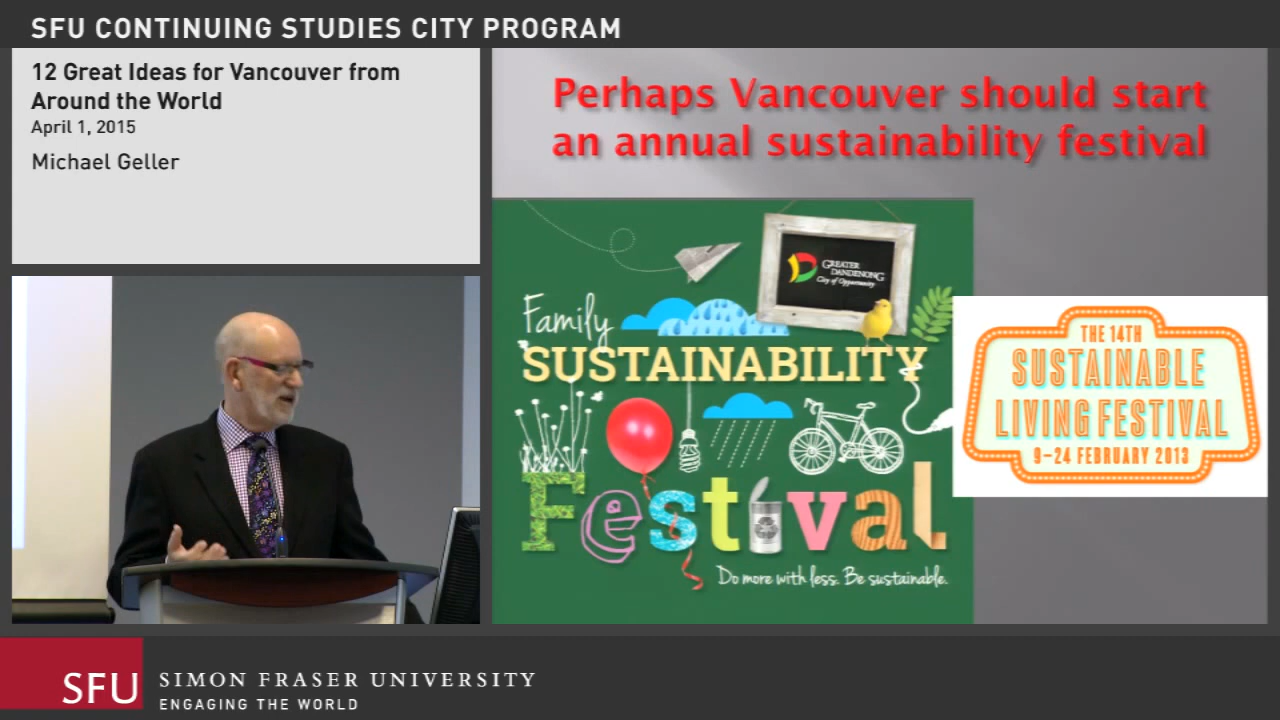 SFU CONTINUING STUDIES CITY PROGRAM
12 Great Ideas for Vancouver from
Around the World
April 1, 2015
Michael Geller
Perhaps Vancouver should start
an annual sustainability festival
GREATER
DANDENONG
City of Opportunity
Family
SUSTAINABILITY
Festival
Do more with less. Be sustainable.
THE 14TH
SUSTAINABLE
LIVING FESTIVAL
9-24 FEBRUARY 2013
SFU
SIMON FRASER UNIVERSITY
ENGAGING THE WORLD